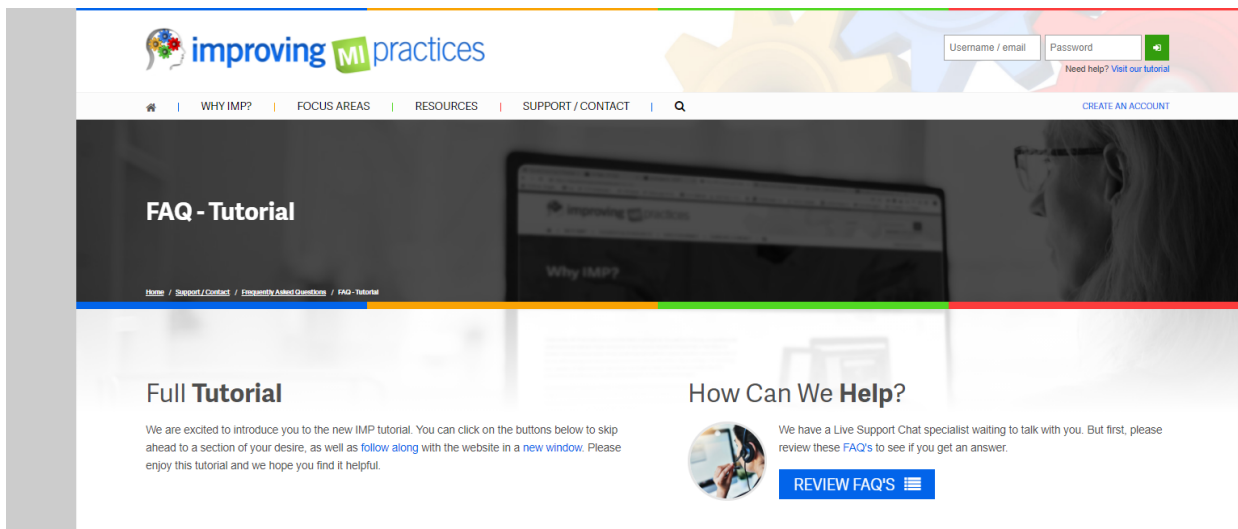 improving MI practices
Username / email
Password
Need help? Visit our tutorial
WHY IMP?
FOCUS AREAS
RESOURCES
SUPPORT / CONTACT
CREATE AN ACCOUNT
improving MI practices
Why IMP?
FAQ - Tutorial
Home / Support / Contact / Frequently Asked Questions / FAQ - Tutorial
Full Tutorial
We are excited to introduce you to the new IMP tutorial. You can click on the buttons below to skip
ahead to a section of your desire, as well as follow along with the website in a new window. Please
enjoy this tutorial and we hope you find it helpful.
How Can We Help?
We have a Live Support Chat specialist waiting to talk with you. But first, please
review these FAQ's to see if you get an answer.
REVIEW FAQ'S